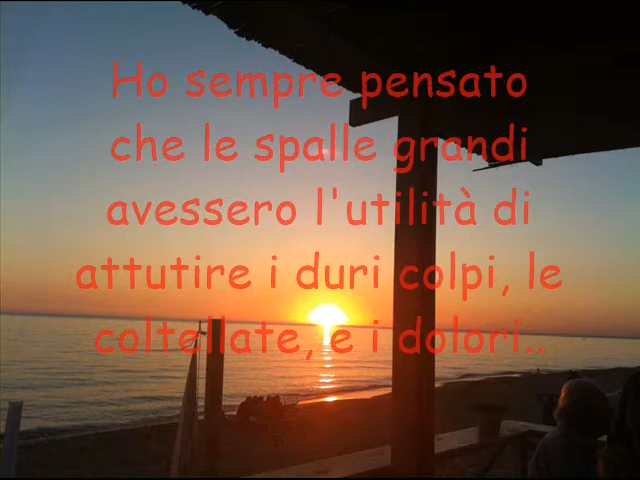 Ho sempre pensato
che le spalle grandi
avessero l'utilità di
attutire i duri colpi, le
coltellate, e i dolori..